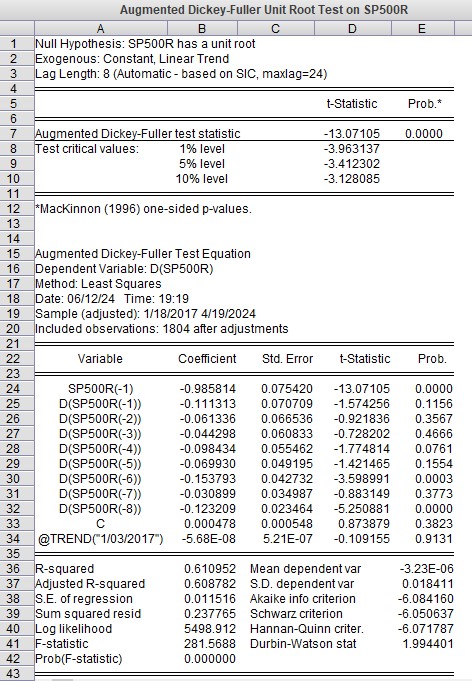 Augmented Dickey-Fuller Unit Root Test on SP500R
A B C D E
1 Null Hypothesis: SP500R has a unit root
2 Exogenous: Constant, Linear Trend
3 Lag Length: 8 (Automatic - based on SIC, maxlag=24)
4
5 t-Statistic Prob.*
6
7 Augmented Dickey-Fuller test statistic -13.07105 0.0000
8 Test critical values: 1% level -3.963137
9 5% level -3.412302
10 10% level -3.128085
11
12 *MacKinnon (1996) one-sided p-values.
13
14
15 Augmented Dickey-Fuller Test Equation
16 Dependent Variable: D(SP500R)
17 Method: Least Squares
18 Date: 06/12/24 Time: 19:19
19 Sample (adjusted): 1/18/2017 4/19/2024
20 Included observations: 1804 after adjustments
21
22 Variable Coefficient Std. Error t-Statistic Prob.
23
24 SP500R(-1) -0.985814 0.075420 -13.07105 0.0000
25 D(SP500R(-1)) -0.111313 0.070709 -1.574256 0.1156
26 D(SP500R(-2)) -0.061336 0.066536 -0.921836 0.3567
27 D(SP500R(-3)) -0.044298 0.060833 -0.728202 0.4666
28 D(SP500R(-4)) -0.098434 0.055462 -1.774814 0.0761
29 D(SP500R(-5)) -0.069930 0.049195 -1.421465 0.1554
30 D(SP500R(-6)) -0.153793 0.042732 -3.598991 0.0003
31 D(SP500R(-7)) -0.030899 0.034987 -0.883149 0.3773
32 D(SP500R(-8)) -0.123209 0.023464 -5.250881 0.0000
33 C 0.000478 0.000548 0.873879 0.3823
34 @TREND("1/03/2017") -5.68E-08 5.21E-07 -0.109155 0.9131
35
36 R-squared 0.610952 Mean dependent var -3.23E-06
37 Adjusted R-squared 0.608782 S.D. dependent var 0.018411
38 S.E. of regression 0.011516 Akaike info criterion -6.084160
39 Sum squared resid 0.237765 Schwarz criterion -6.050637
40 Log likelihood 5498.912 Hannan-Quinn criter. -6.071787
41 F-statistic 281.5688 Durbin-Watson stat 1.994401
42 Prob(F-statistic) 0.000000
43